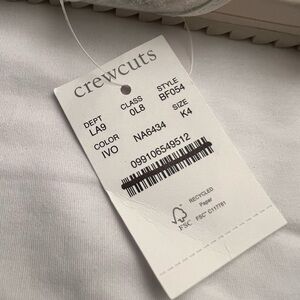 crewcuts
DEPT CLASS STYLE
LA9 0L8 BF054
COLOR SIZE
IVO NA6434 K4
099106549512
RECYCLED
Paper
FSC FSC® C117781